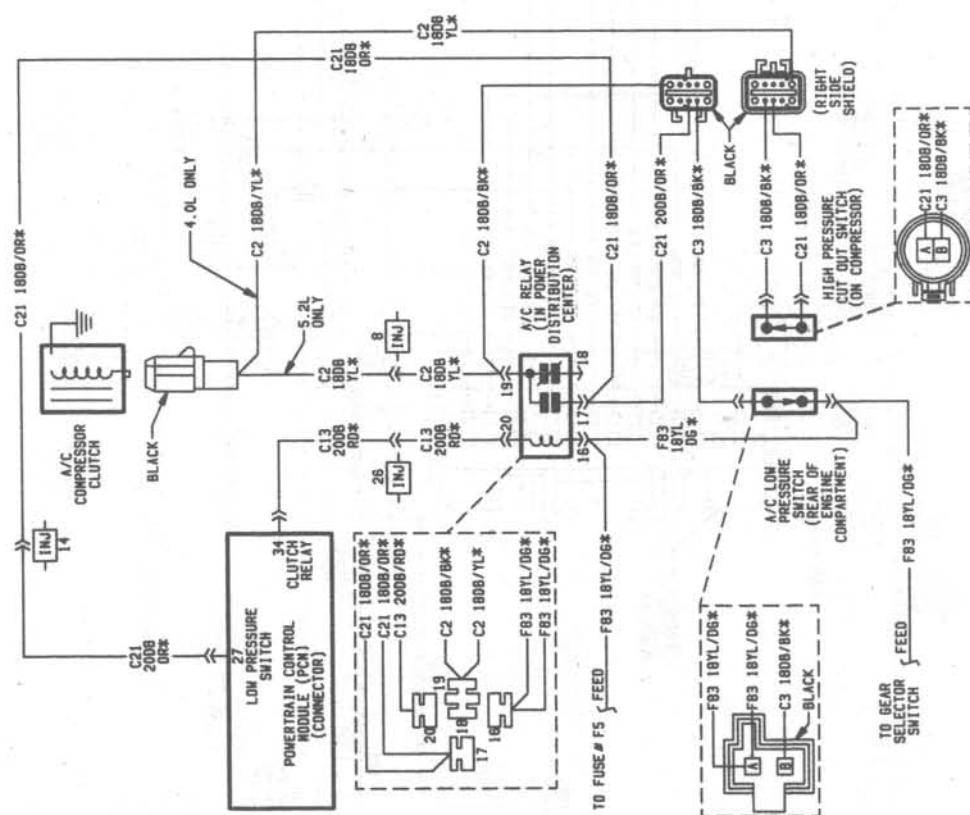 C2
18DB
YL*
C21
18DB
OR*
C21 18DB/OR*
4.0L ONLY
C2 18DB/YL*
C2 18DB/BK*
C21 18DB/OR*
C21 20DB/OR*
C3 18DB/BK*
BLACK
(RIGHT
SIDE
SHIELD)
C3 18DB/BK*
C21 18DB/OR*
HIGH PRESSURE
CUT OUT SWITCH
(ON COMPRESSOR)
C21 18DB/OR*
C3 18DB/BK*
A
B
A/C
COMPRESSOR
CLUTCH
BLACK
5.2L
ONLY
8
INJ
C2
18DB
YL*
C2
18DB
YL*
A/C RELAY
(IN POWER
DISTRIBUTION
CENTER)
19
18
17
20
16
C13
20DB
RD*
C13
20DB
RD*
26
INJ
F83
18YL
DG*
INJ
14
C21
20DB
OR*
27
LOW PRESSURE
SWITCH
34
CLUTCH
RELAY
POWERTRAIN CONTROL
MODULE (PCM)
(CONNECTOR)
C21 18DB/OR*
C21 18DB/OR*
C13 20DB/RD*
C2 18DB/BK*
C2 18DB/YL*
F83 18YL/DG*
F83 18YL/DG*
20
19
18
16
17
F83 18YL/DG*
FEED
TO FUSE# F5
A/C LOW
PRESSURE
SWITCH
(REAR OF
ENGINE
COMPARTMENT)
F83 18YL/DG*
FEED
TO GEAR
SELECTOR
SWITCH
F83 18YL/DG*
F83 18YL/DG*
C3 18DB/BK*
BLACK
A
B